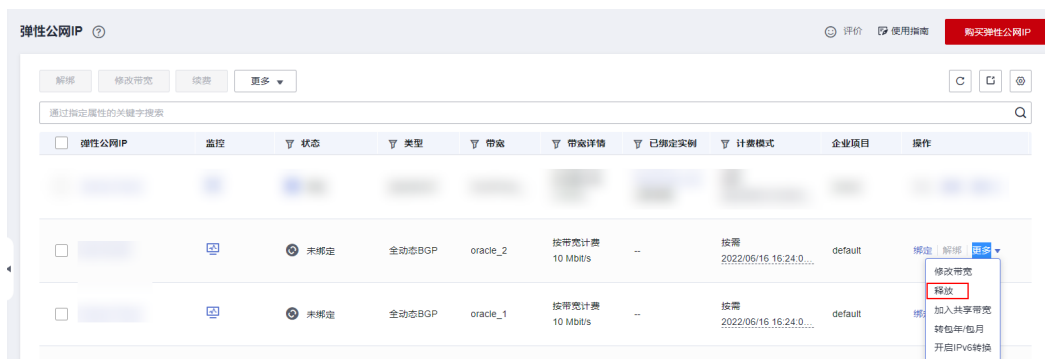 弹性公网IP
评价 使用指南 购买弹性公网IP
解绑 修改带宽 续费 更多
通过指定属性的关键字搜索
弹性公网IP 监控 状态 类型 带宽 带宽详情 已绑定实例 计费模式 企业项目 操作
未绑定 全动态BGP oracle_2 按带宽计费 -- 按需 default 绑定 解绑 更多
10 Mbit/s 2022/06/16 16:24:0...
修改带宽
释放
未绑定 全动态BGP oracle_1 按带宽计费 -- 按需 default
10 Mbit/s 2022/06/16 16:24:0...
加入共享带宽
转包年/包月
开启IPv6转换